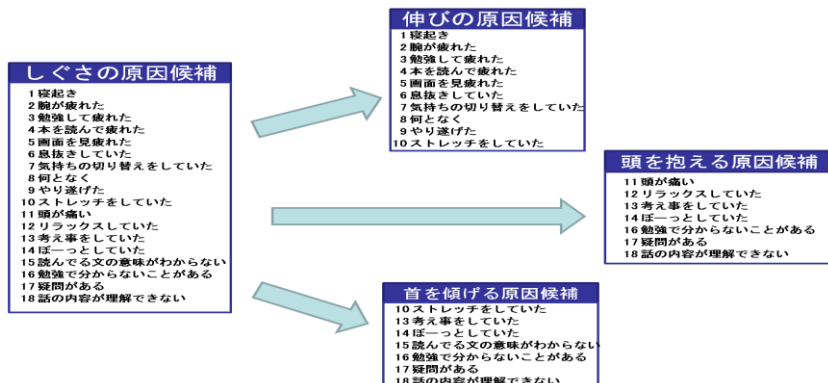 しぐさの原因候補
1 寝起き
2 腕が疲れた
3 勉強して疲れた
4 本を読んで疲れた
5 画面を見疲れた
6 息抜きしていた
7 気持ちの切り替えをしていた
8 何となく
9 やり遂げた
10 ストレッチをしていた
11 頭が痛い
12 リラックスしていた
13 考え事をしていた
14 ぼーっとしていた
15 読んでる文の意味がわからない
16 勉強で分からないことがある
17 疑問がある
18 話の内容が理解できない
伸びの原因候補
1 寝起き
2 腕が疲れた
3 勉強して疲れた
4 本を読んで疲れた
5 画面を見疲れた
6 息抜きしていた
7 気持ちの切り替えをしていた
8 何となく
9 やり遂げた
10 ストレッチをしていた
頭を抱える原因候補
11 頭が痛い
12 リラックスしていた
13 考え事をしていた
14 ぼーっとしていた
16 勉強で分からないことがある
17 疑問がある
18 話の内容が理解できない
首を傾げる原因候補
10 ストレッチをしていた
13 考え事をしていた
14 ぼーっとしていた
15 読んでる文の意味がわからない
16 勉強で分からないことがある
17 疑問がある
18 話の内容が理解できない